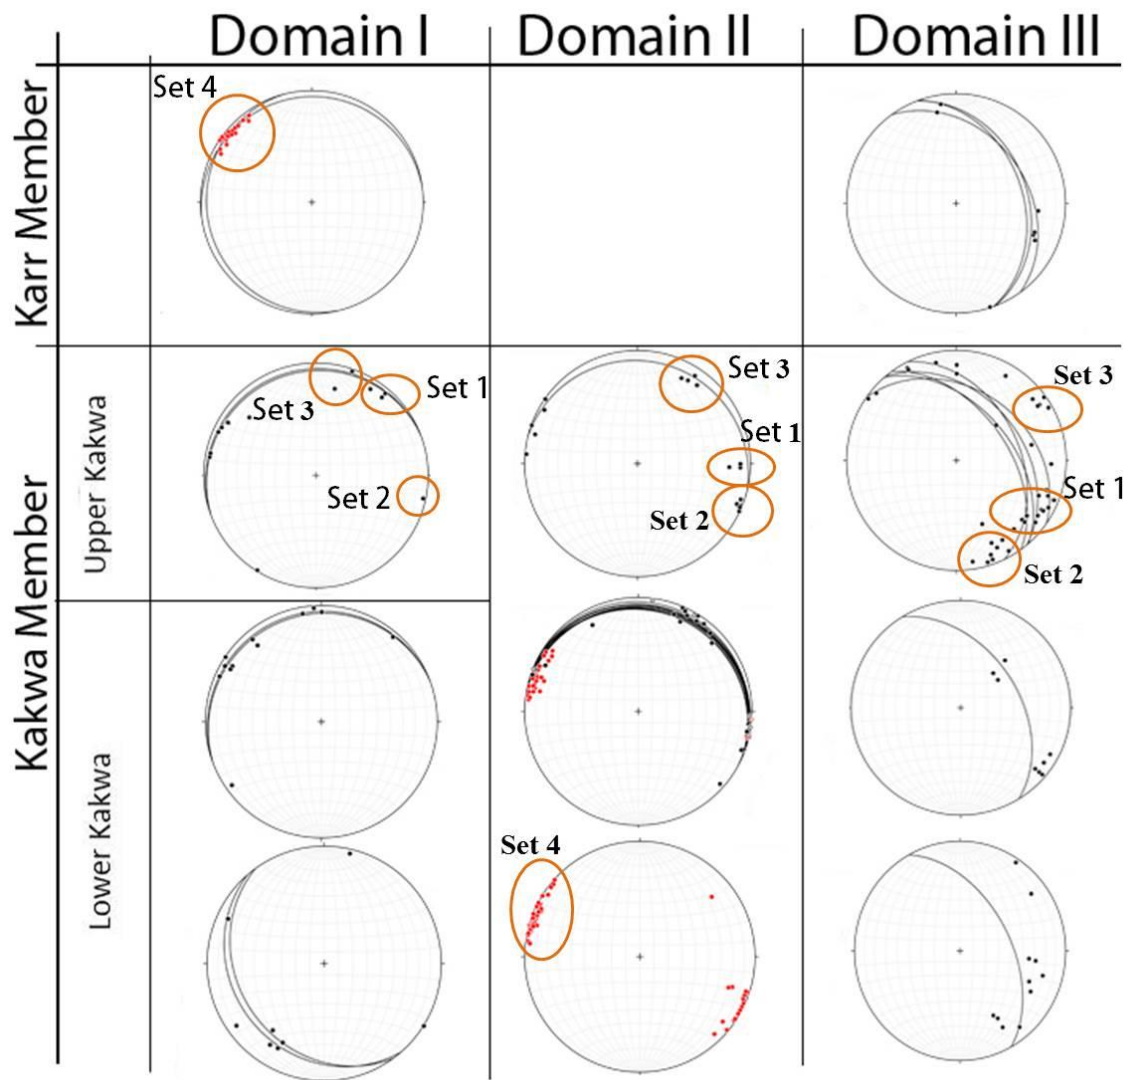 Domain I
Domain II
Domain III
Karr Member
Set 4
Kakwa Member
Upper Kakwa
Set 3
Set 1
Set 2
Set 3
Set 1
Set 2
Set 3
Set 1
Set 2
Lower Kakwa
Set 4